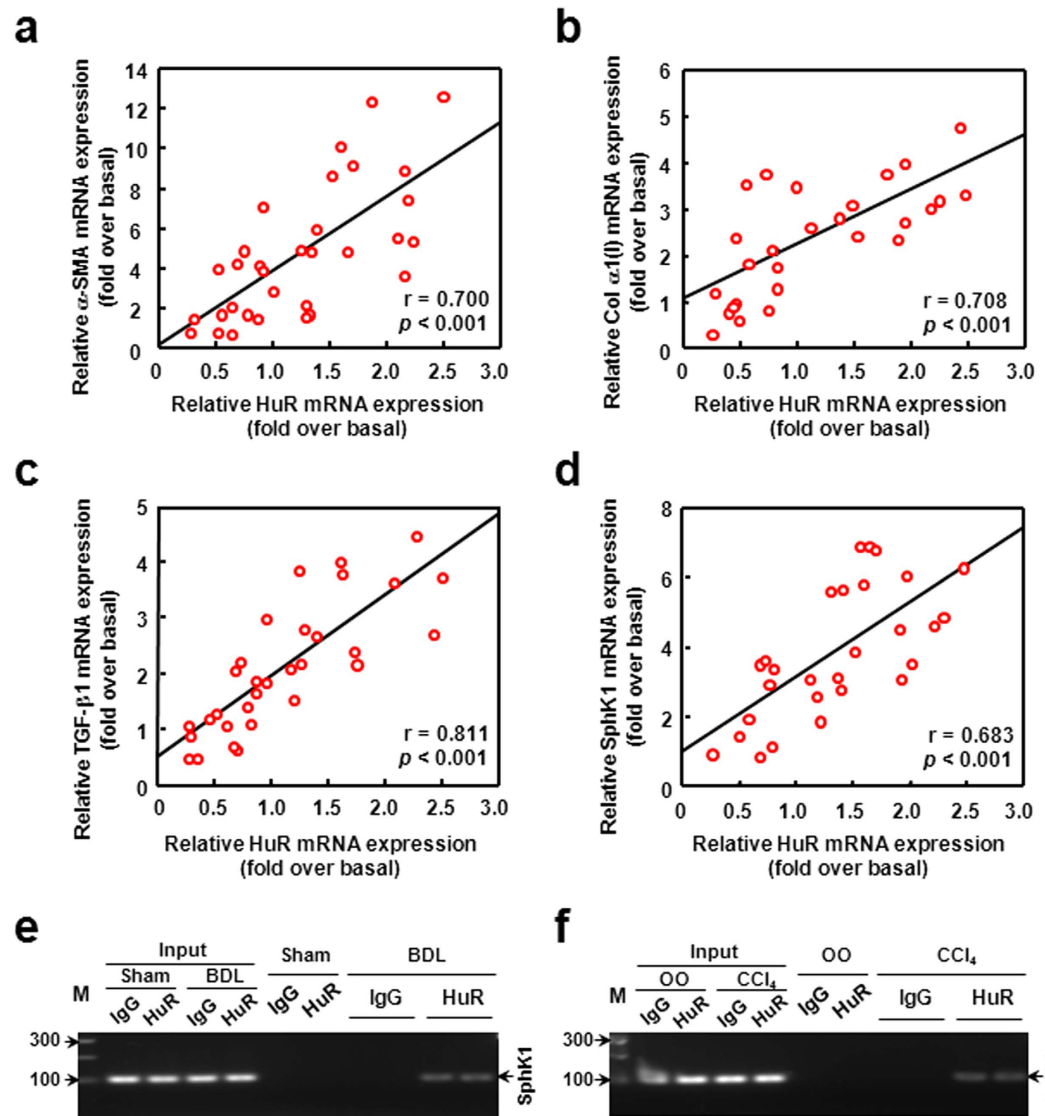 a
Relative α-SMA mRNA expression
(fold over basal)
14
12
10
8
6
4
2
0
0 0.5 1.0 1.5 2.0 2.5 3.0
r = 0.700
p < 0.001
Relative HuR mRNA expression
(fold over basal)
b
Relative Col α1(I) mRNA expression
(fold over basal)
6
5
4
3
2
1
0
0 0.5 1.0 1.5 2.0 2.5 3.0
r = 0.708
p < 0.001
Relative HuR mRNA expression
(fold over basal)
c
Relative TGF-β1 mRNA expression
(fold over basal)
5
4
3
2
1
0
0 0.5 1.0 1.5 2.0 2.5 3.0
r = 0.811
p < 0.001
Relative HuR mRNA expression
(fold over basal)
d
Relative SphK1 mRNA expression
(fold over basal)
8
6
4
2
0
0 0.5 1.0 1.5 2.0 2.5 3.0
r = 0.683
p < 0.001
Relative HuR mRNA expression
(fold over basal)
e
Input Sham BDL
Sham BDL
M IgG HuR IgG HuR IgG HuR IgG HuR
300
100
SphK1
f
Input OO CCl₄
OO CCl₄
M IgG HuR IgG HuR IgG HuR IgG HuR
300
100